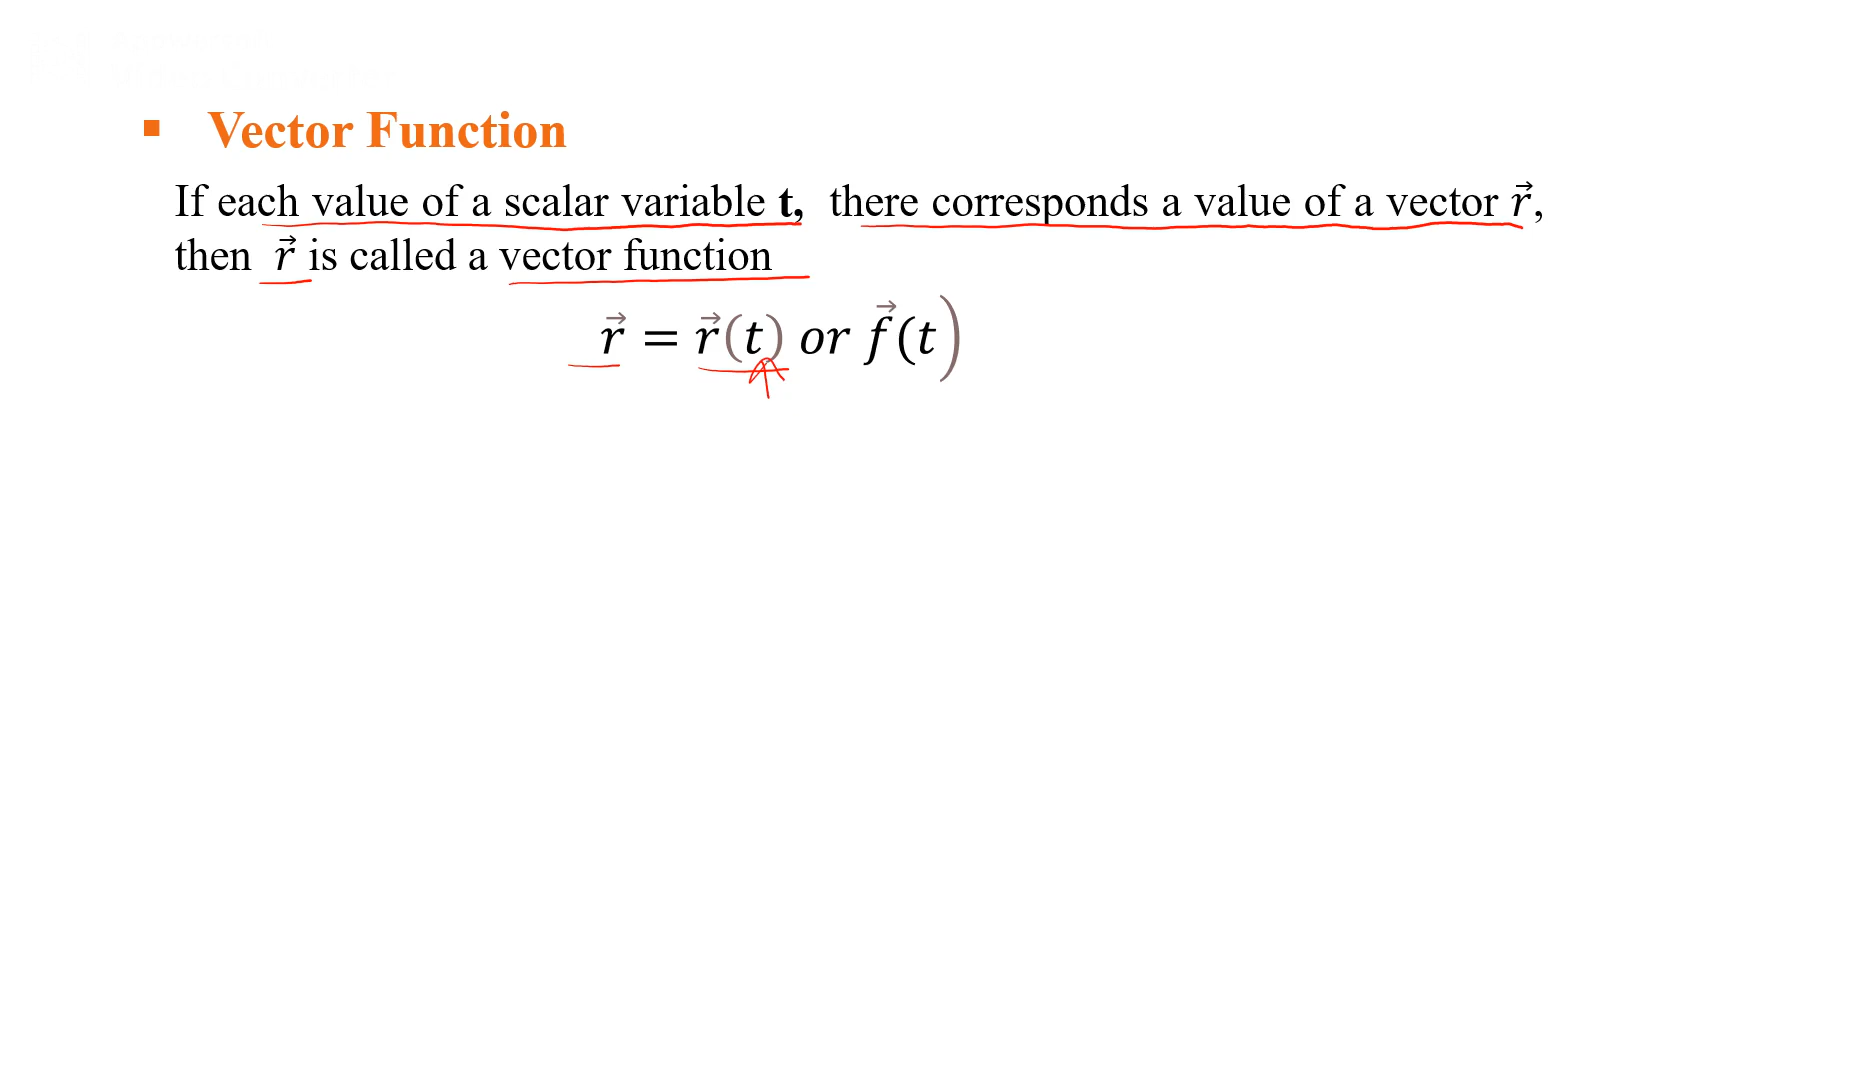 ▪ Vector Function
If each value of a scalar variable t, there corresponds a value of a vector r⃗,
then r⃗ is called a vector function
r⃗ = r⃗(t) or f⃗(t)